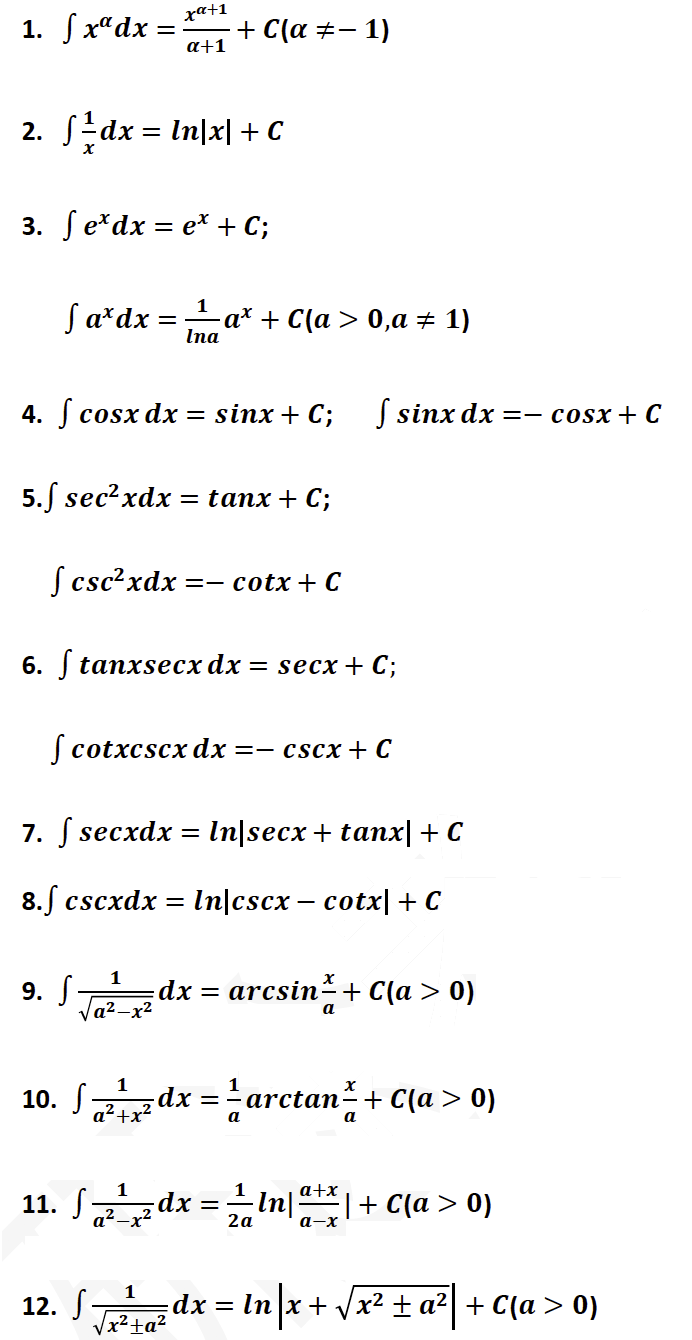 1. ∫ x^α dx = x^(α+1)/(α+1) + C(α ≠− 1)
2. ∫ 1/x dx = ln|x| + C
3. ∫ e^x dx = e^x + C;
∫ a^x dx = 1/lna a^x + C(a > 0,a ≠ 1)
4. ∫ cosx dx = sinx + C; ∫ sinx dx =− cosx + C
5.∫ sec²xdx = tanx + C;
∫ csc²xdx =− cotx + C
6. ∫ tanxsecx dx = secx + C;
∫ cotxcscx dx =− cscx + C
7. ∫ secxdx = ln|secx + tanx| + C
8.∫ cscxdx = ln|cscx − cotx| + C
9. ∫ 1/√(a²−x²) dx = arcsin x/a + C(a > 0)
10. ∫ 1/(a²+x²) dx = 1/a arctan x/a + C(a > 0)
11. ∫ 1/(a²−x²) dx = 1/2a ln|(a+x)/(a−x)| + C(a > 0)
12. ∫ 1/√(x²±a²) dx = ln |x + √(x² ± a²)| + C(a > 0)